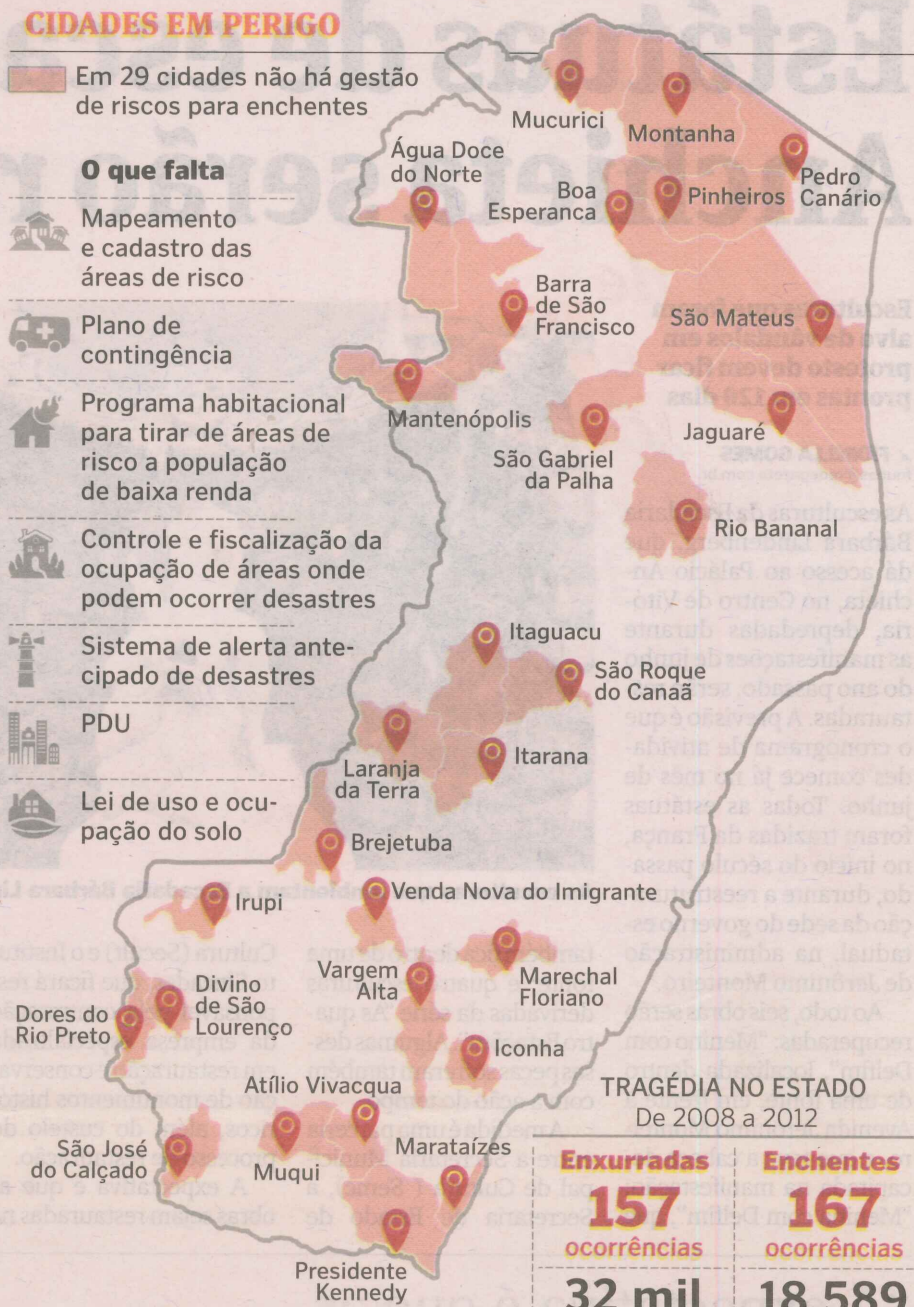 CIDADES EM PERIGO
Em 29 cidades não há gestão
de riscos para enchentes
O que falta
Mapeamento
e cadastro das
áreas de risco
Plano de
contingência
Programa habitacional
para tirar de áreas de
risco a população
de baixa renda
Controle e fiscalização da
ocupação de áreas onde
podem ocorrer desastres
Sistema de alerta ante-
cipado de desastres
PDU
Lei de uso e ocu-
pação do solo
Mucurici
Montanha
Água Doce
do Norte
Boa
Esperanca
Pinheiros
Pedro
Canário
Barra
de São
Francisco
São Mateus
Mantenópolis
São Gabriel
da Palha
Jaguaré
Rio Bananal
Itaguacu
São Roque
do Canaã
Laranja
da Terra
Itarana
Brejetuba
Irupi
Venda Nova do Imigrante
Vargem
Alta
Marechal
Floriano
Dores do
Rio Preto
Divino
de São
Lourenço
Iconha
Atílio Vivacqua
São José
do Calçado
Muqui
Marataízes
Presidente
Kennedy
TRAGÉDIA NO ESTADO
De 2008 a 2012
Enxurradas
157
ocorrências
32 mil
Enchentes
167
ocorrências
18.589